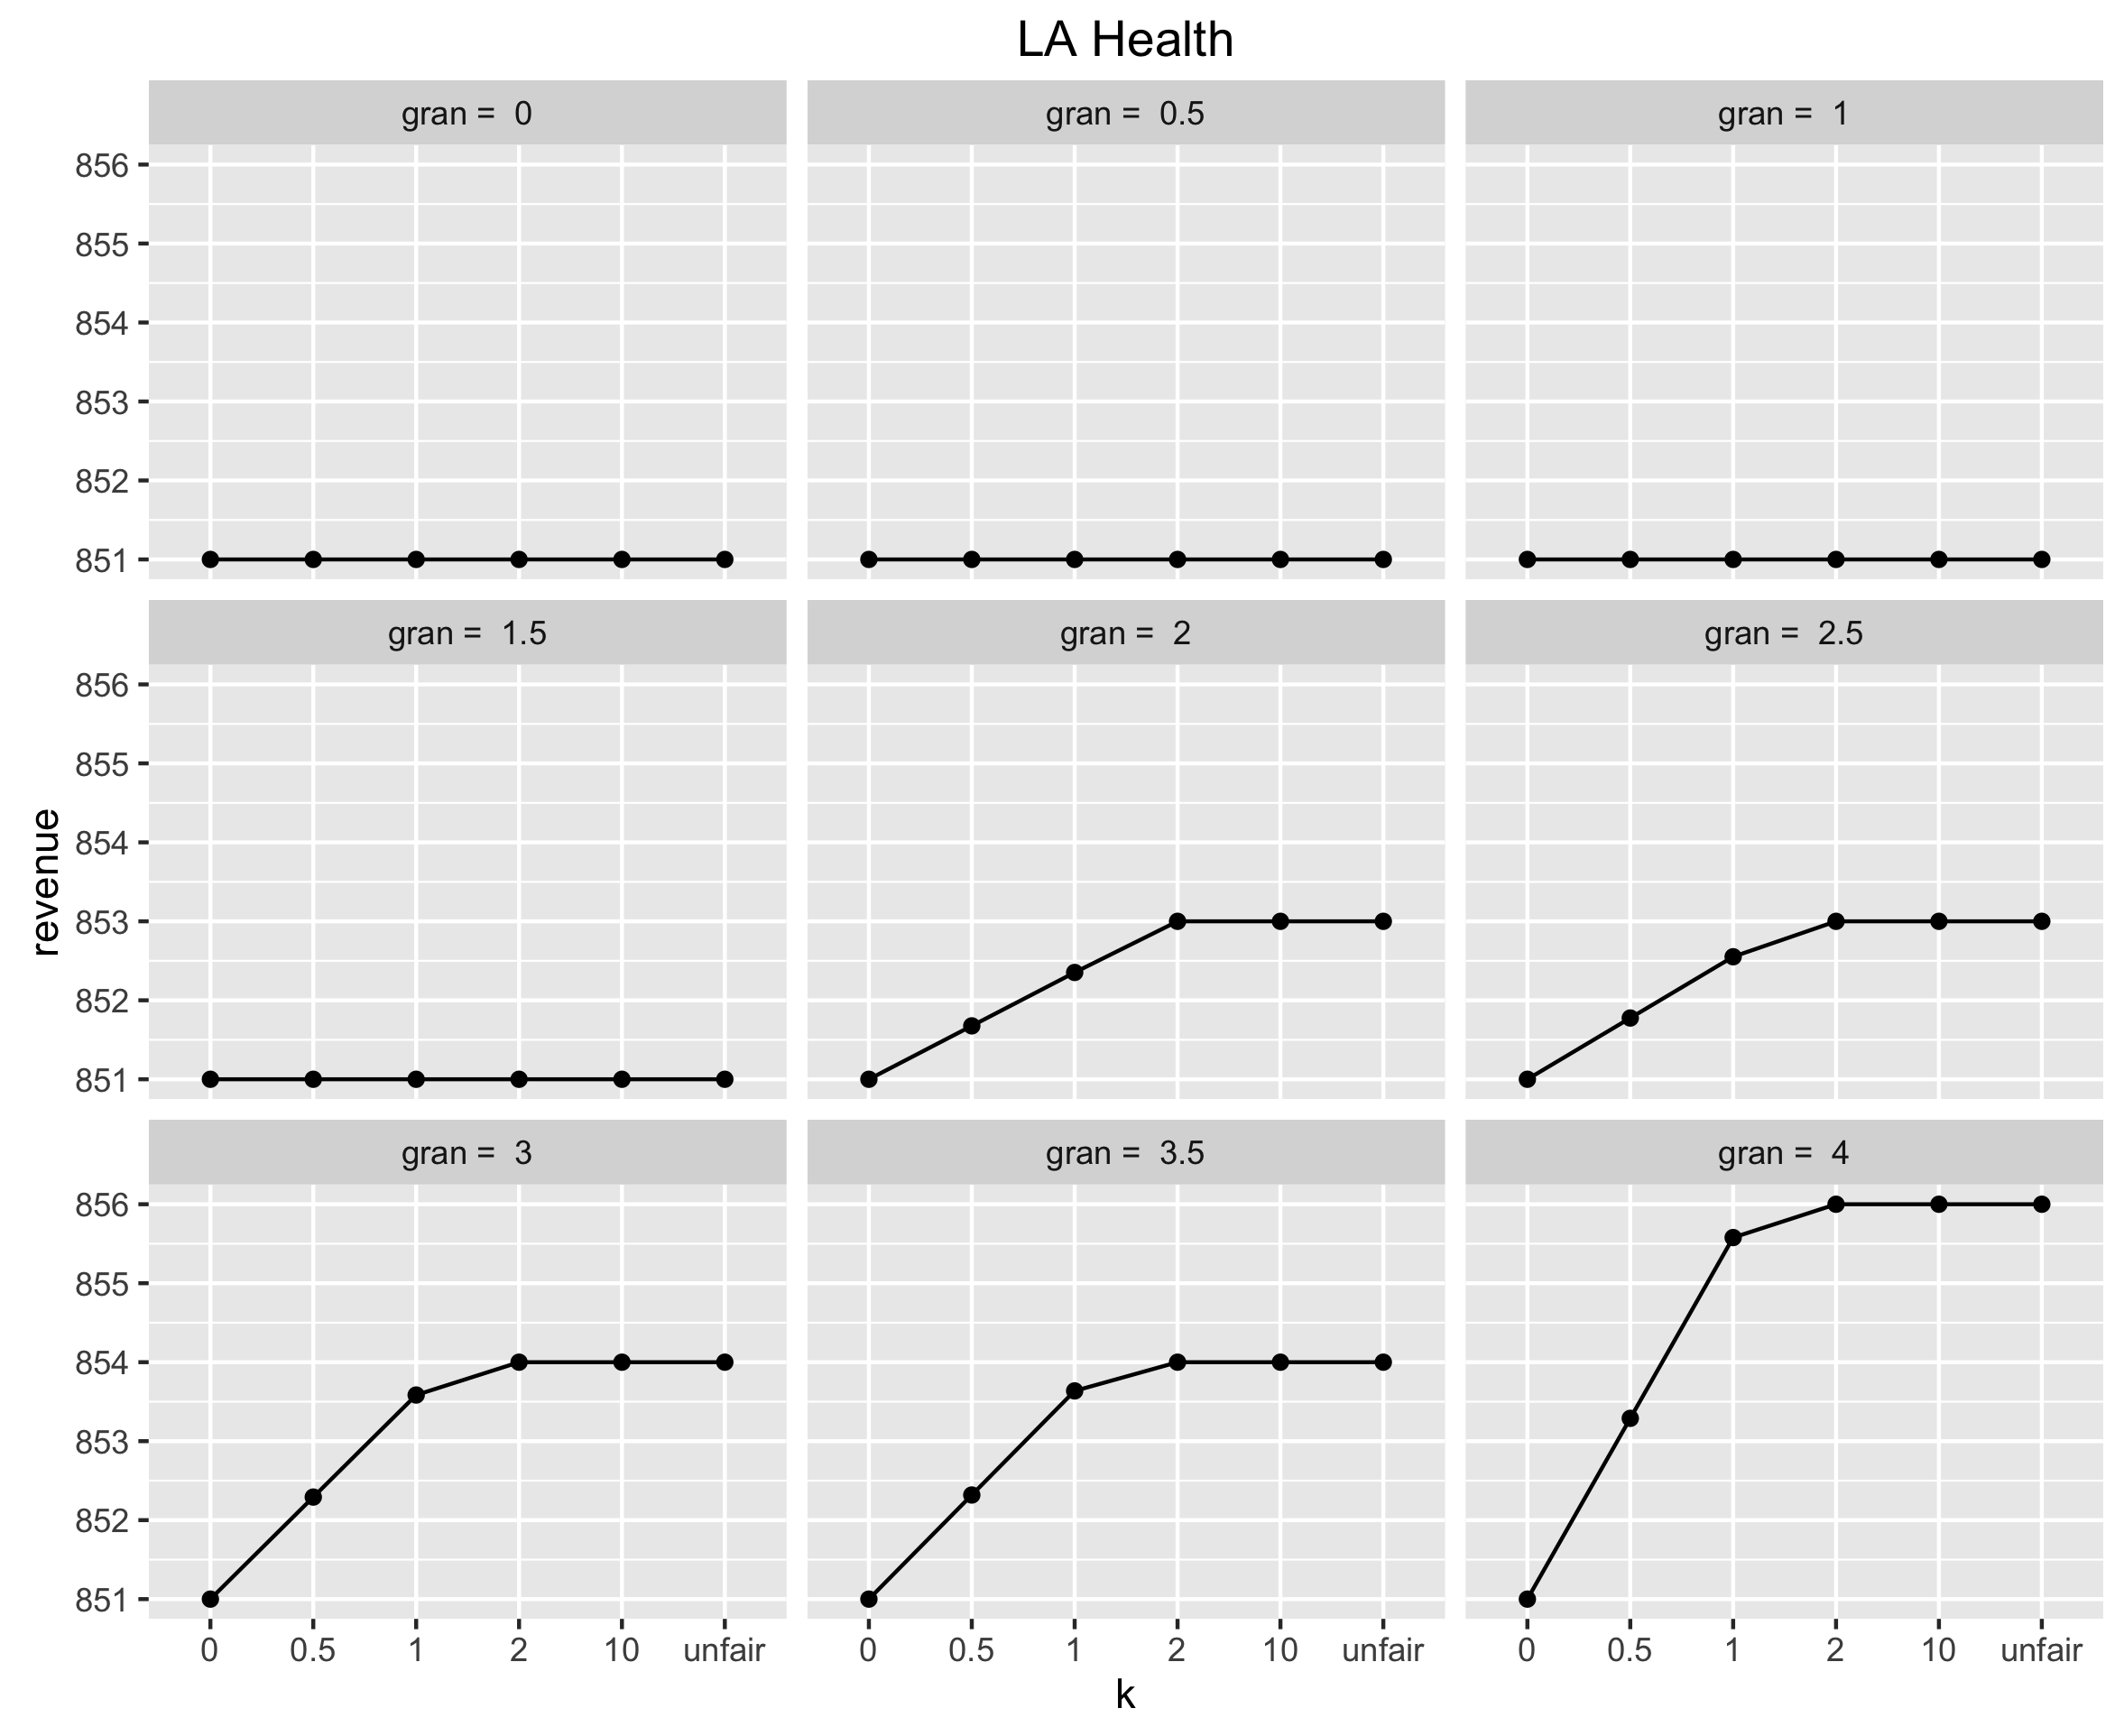 LA Health
gran = 0
gran = 0.5
gran = 1
856
855
854
853
852
851
gran = 1.5
gran = 2
gran = 2.5
856
855
854
853
852
851
revenue
gran = 3
gran = 3.5
gran = 4
856
855
854
853
852
851
0 0.5 1 2 10 unfair
0 0.5 1 2 10 unfair
0 0.5 1 2 10 unfair
k